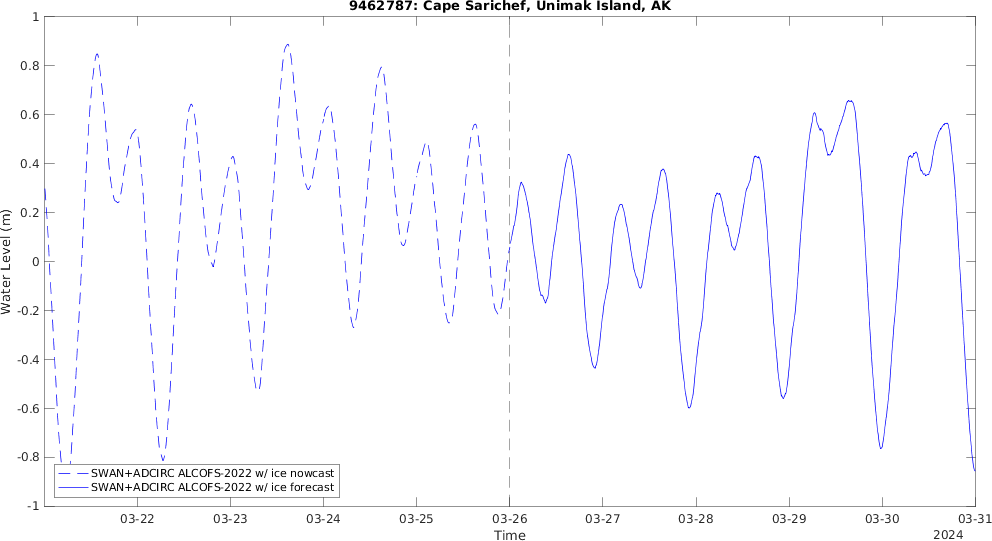 9462787: Cape Sarichef, Unimak Island, AK
1
0.8
0.6
0.4
0.2
0
-0.2
-0.4
-0.6
-0.8
-1
Water Level (m)
SWAN+ADCIRC ALCOFS-2022 w/ ice nowcast
SWAN+ADCIRC ALCOFS-2022 w/ ice forecast
03-22 03-23 03-24 03-25 03-26 03-27 03-28 03-29 03-30 03-31
Time
2024